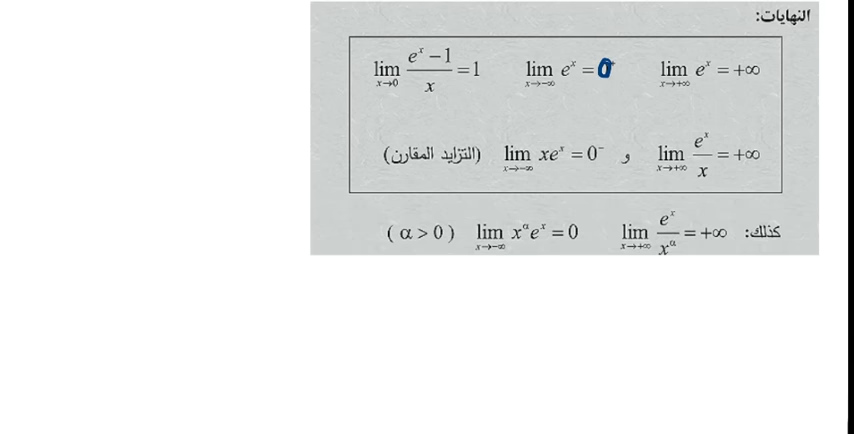 النهايات:
lim_{x→+∞} e^x = +∞    lim_{x→-∞} e^x = 0    lim_{x→0} (e^x − 1)/x = 1
lim_{x→+∞} e^x/x = +∞ و lim_{x→-∞} xe^x = 0⁻ (التزايد المقارن)
كذلك: lim_{x→+∞} e^x/x^α = +∞    lim_{x→-∞} x^α e^x = 0 (α > 0)